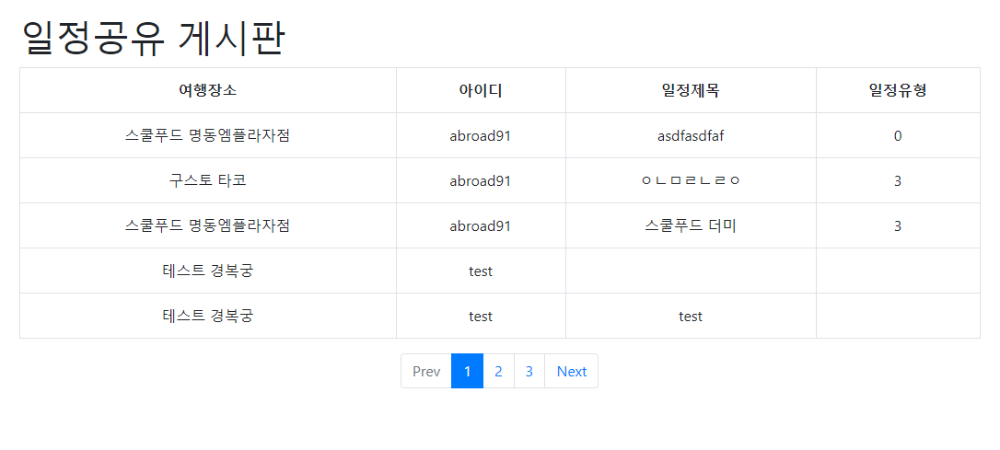 일정공유 게시판
여행장소 아이디 일정제목 일정유형
스쿨푸드 명동엠플라자점 abroad91 asdfasdfaf 0
구스토 타코 abroad91 ㅇㄴㅁㄹㄴㄹㅇ 3
스쿨푸드 명동엠플라자점 abroad91 스쿨푸드 더미 3
테스트 경복궁 test
테스트 경복궁 test test
Prev 1 2 3 Next